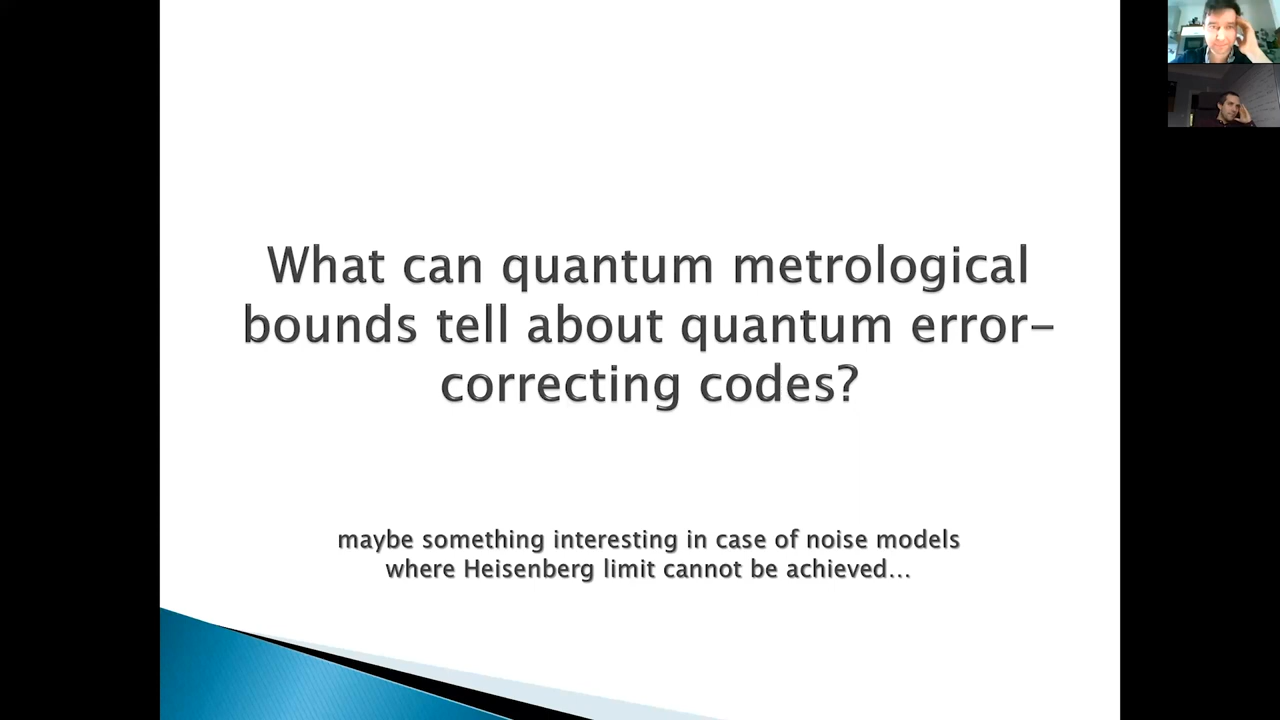 What can quantum metrological
bounds tell about quantum error-
correcting codes?
maybe something interesting in case of noise models
where Heisenberg limit cannot be achieved...